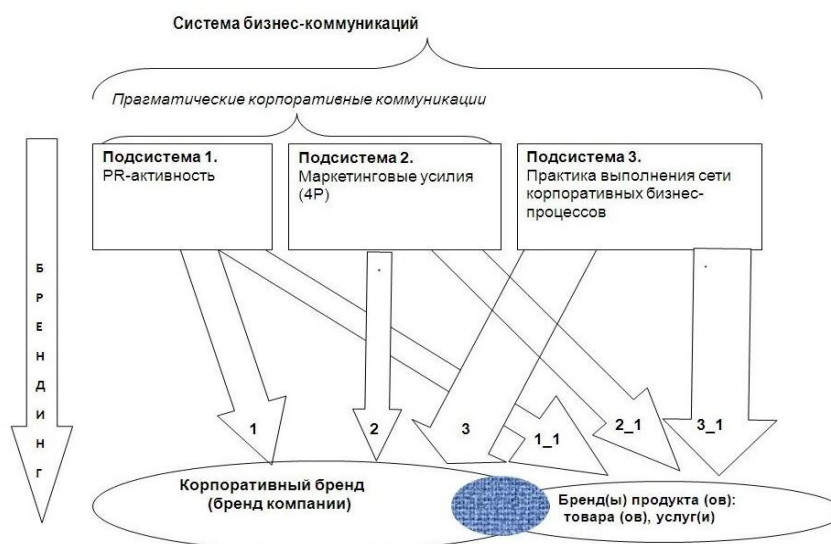 Система бизнес-коммуникаций
Прагматические корпоративные коммуникации
Подсистема 1.
PR-активность
Подсистема 2.
Маркетинговые усилия
(4P)
Подсистема 3.
Практика выполнения сети
корпоративных бизнес-
процессов
Б
Р
Е
Н
Д
И
Н
Г
1
2
3
1_1
2_1
3_1
Корпоративный бренд
(бренд компании)
Бренд(ы) продукта (ов):
товара (ов), услуг(и)